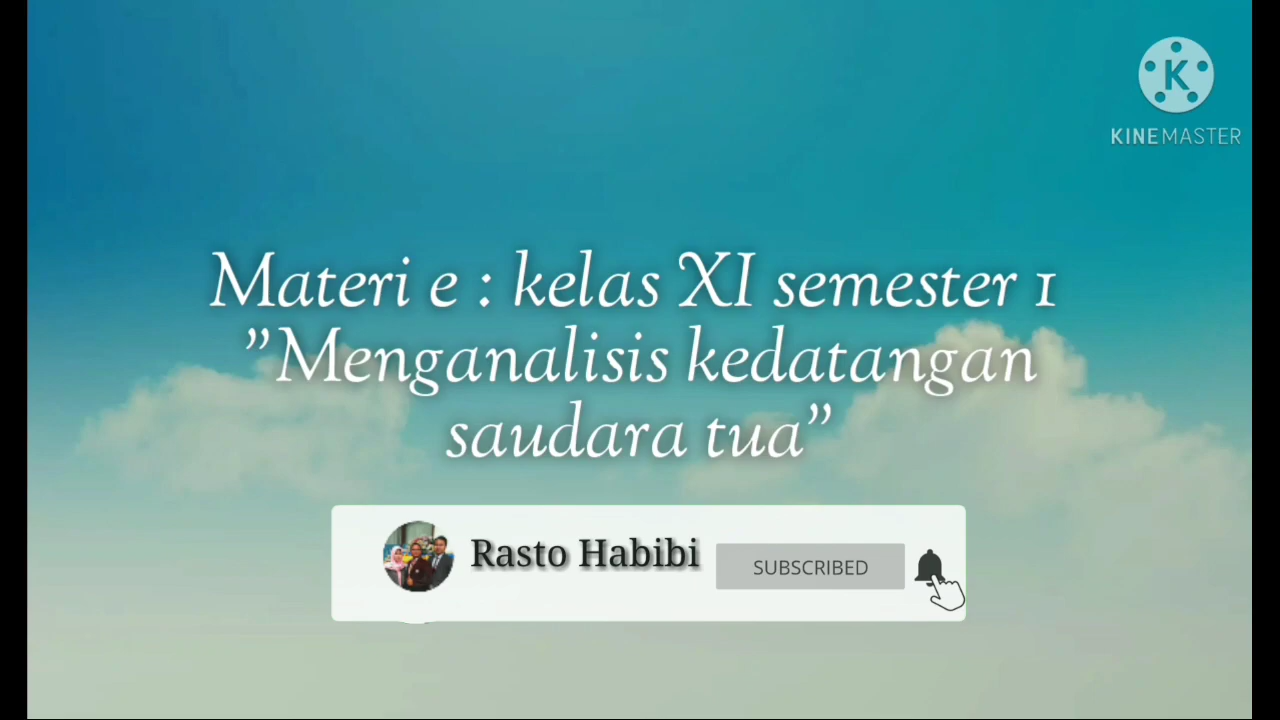 KINEMASTER
Materi e : kelas XI semester 1
"Menganalisis kedatangan
saudara tua"
Rasto Habibi
SUBSCRIBED